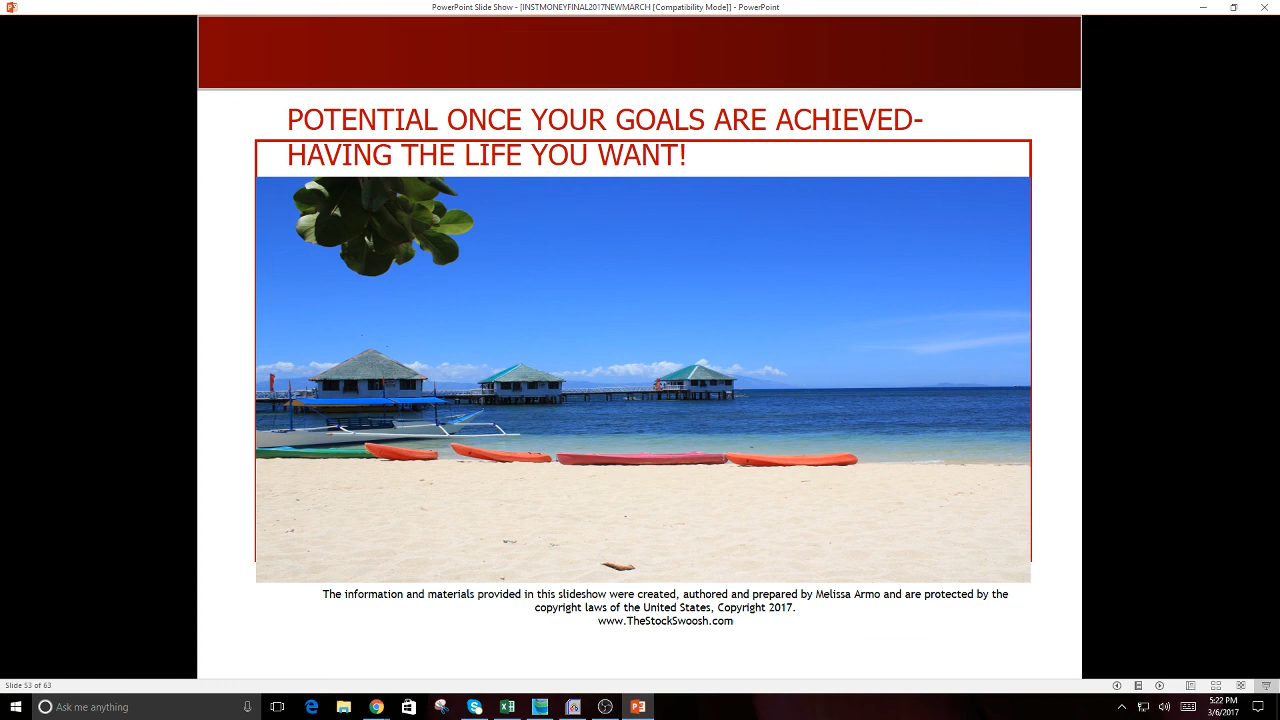 PowerPoint Slide Show - [INSTMONEYFINAL2017NEWMARCH [Compatibility Mode]] - PowerPoint
POTENTIAL ONCE YOUR GOALS ARE ACHIEVED-
HAVING THE LIFE YOU WANT!
The information and materials provided in this slideshow were created, authored and prepared by Melissa Armo and are protected by the
copyright laws of the United States, Copyright 2017.
www.TheStockSwoosh.com
Slide 53 of 63
Ask me anything
5:22 PM
3/6/2017